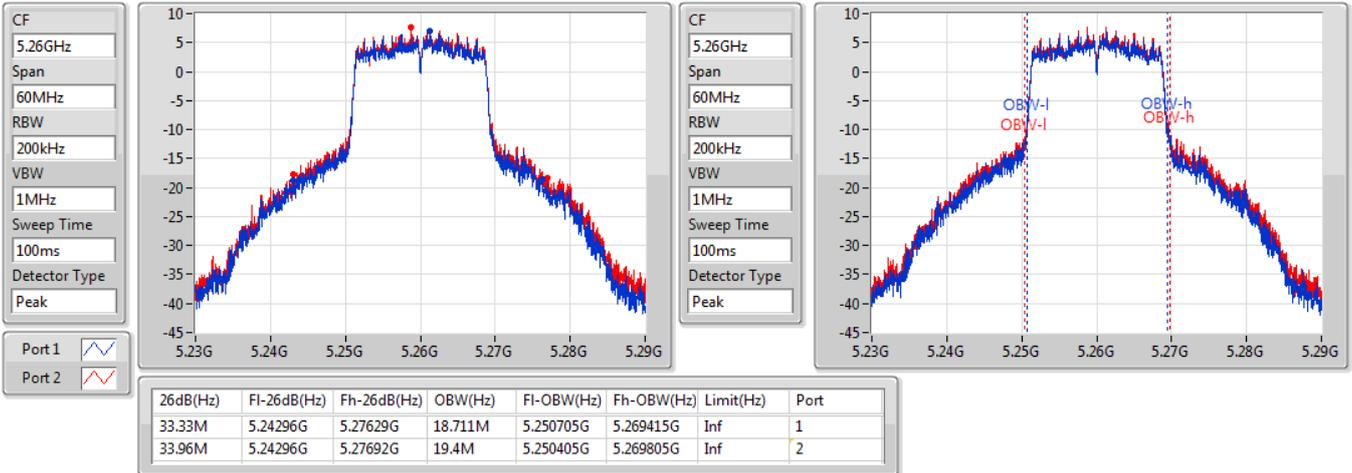 CF
5.26GHz
Span
60MHz
RBW
200kHz
VBW
1MHz
Sweep Time
100ms
Detector Type
Peak
Port 1
Port 2
10
5
0
-5
-10
-15
-20
-25
-30
-35
-40
-45
5.23G 5.24G 5.25G 5.26G 5.27G 5.28G 5.29G
CF
5.26GHz
Span
60MHz
RBW
200kHz
VBW
1MHz
Sweep Time
100ms
Detector Type
Peak
10
5
0
-5
-10
-15
-20
-25
-30
-35
-40
-45
OBW-l OBW-h
OBW-l OBW-h
5.23G 5.24G 5.25G 5.26G 5.27G 5.28G 5.29G
26dB(Hz) Fl-26dB(Hz) Fh-26dB(Hz) OBW(Hz) Fl-OBW(Hz) Fh-OBW(Hz) Limit(Hz) Port
33.33M 5.24296G 5.27629G 18.711M 5.250705G 5.269415G Inf 1
33.96M 5.24296G 5.27692G 19.4M 5.250405G 5.269805G Inf 2